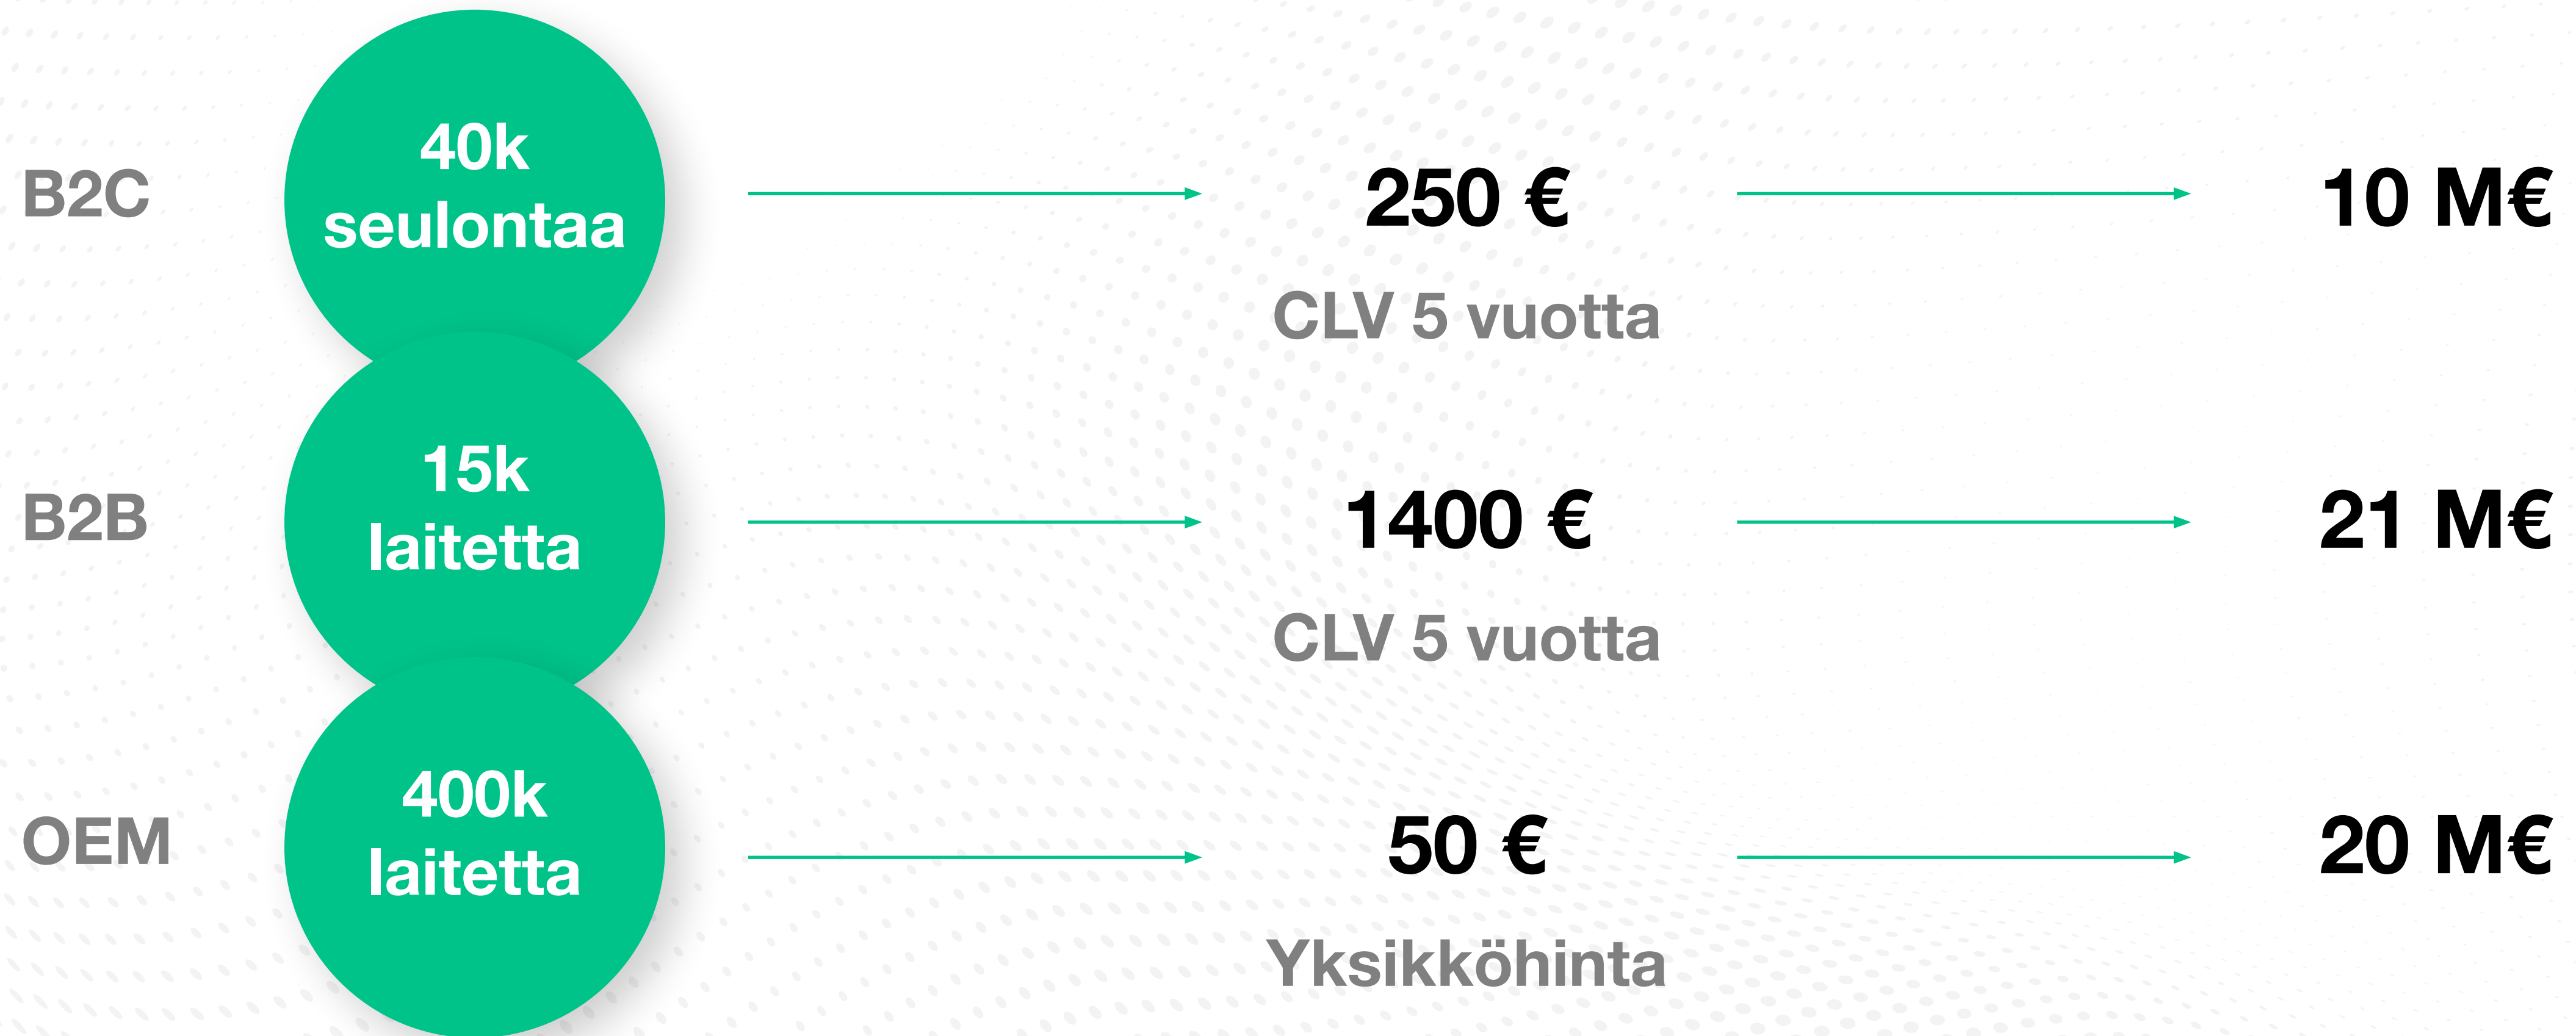 B2C
40k
seulontaa
250 €
CLV 5 vuotta
10 M€
B2B
15k
laitetta
1400 €
CLV 5 vuotta
21 M€
OEM
400k
laitetta
50 €
Yksikköhinta
20 M€